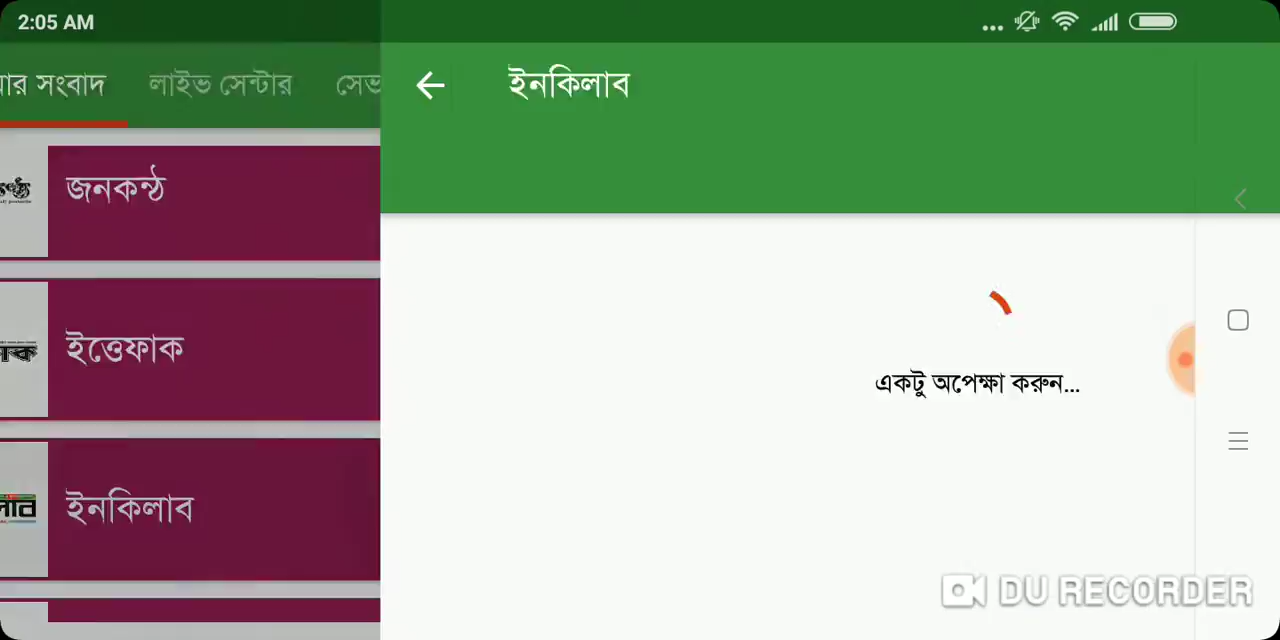 2:05 AM
ার সংবাদ লাইভ সেন্টার সেভ
ইনকিলাব
জনকন্ঠ
ইত্তেফাক
ইনকিলাব
একটু অপেক্ষা করুন...
DU RECORDER